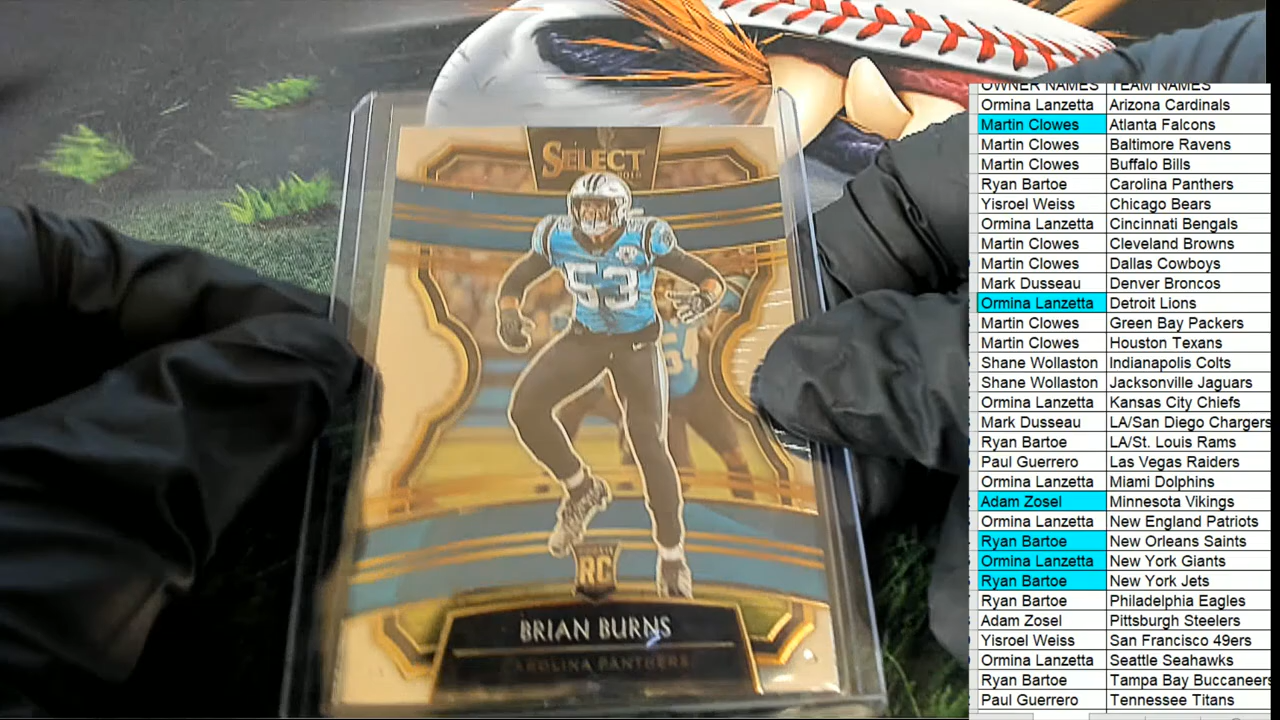 SELECT
2019
53
RC
BRIAN BURNS
CAROLINA PANTHERS
OWNER NAMES TEAM NAMES
Ormina Lanzetta Arizona Cardinals
Martin Clowes Atlanta Falcons
Martin Clowes Baltimore Ravens
Martin Clowes Buffalo Bills
Ryan Bartoe Carolina Panthers
Yisroel Weiss Chicago Bears
Ormina Lanzetta Cincinnati Bengals
Martin Clowes Cleveland Browns
Martin Clowes Dallas Cowboys
Mark Dusseau Denver Broncos
Ormina Lanzetta Detroit Lions
Martin Clowes Green Bay Packers
Martin Clowes Houston Texans
Shane Wollaston Indianapolis Colts
Shane Wollaston Jacksonville Jaguars
Ormina Lanzetta Kansas City Chiefs
Mark Dusseau LA/San Diego Chargers
Ryan Bartoe LA/St. Louis Rams
Paul Guerrero Las Vegas Raiders
Ormina Lanzetta Miami Dolphins
Adam Zosel Minnesota Vikings
Ormina Lanzetta New England Patriots
Ryan Bartoe New Orleans Saints
Ormina Lanzetta New York Giants
Ryan Bartoe New York Jets
Ryan Bartoe Philadelphia Eagles
Adam Zosel Pittsburgh Steelers
Yisroel Weiss San Francisco 49ers
Ormina Lanzetta Seattle Seahawks
Ryan Bartoe Tampa Bay Buccaneers
Paul Guerrero Tennessee Titans